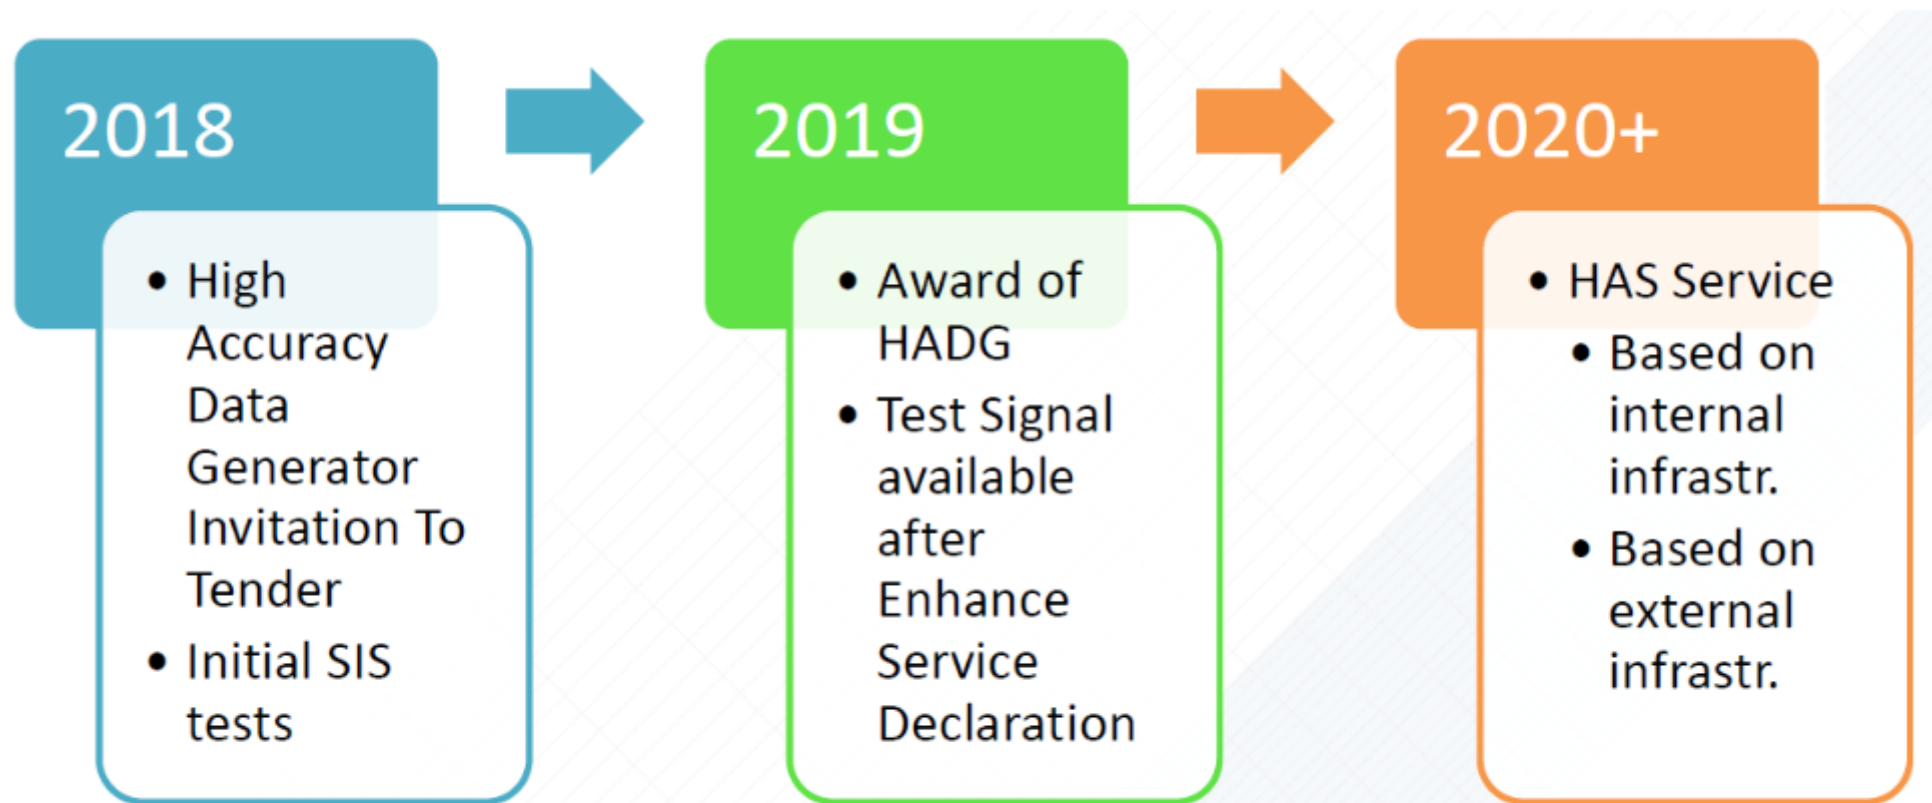 2018
• High
Accuracy
Data
Generator
Invitation To
Tender
• Initial SIS
tests
2019
• Award of
HADG
• Test Signal
available
after
Enhance
Service
Declaration
2020+
• HAS Service
• Based on
internal
infrastr.
• Based on
external
infrastr.